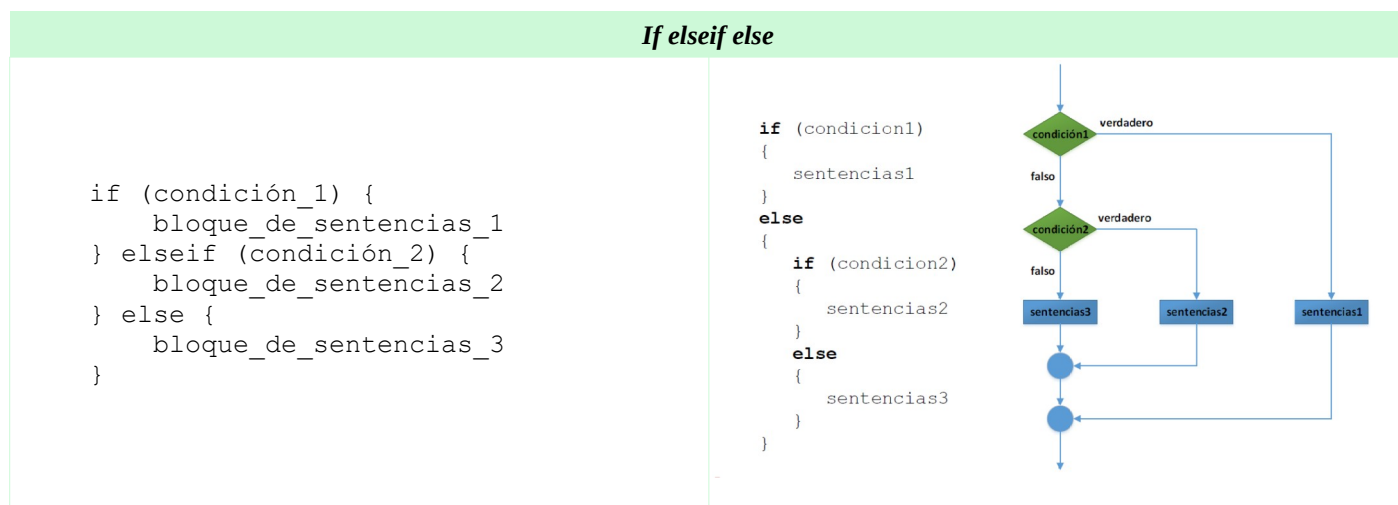 If elseif else
if (condición_1) {
    bloque_de_sentencias_1
} elseif (condición_2) {
    bloque_de_sentencias_2
} else {
    bloque_de_sentencias_3
}
if (condicion1)
{
    sentencias1
}
else
{
    if (condicion2)
    {
        sentencias2
    }
    else
    {
        sentencias3
    }
}
condición1
verdadero
falso
condición2
verdadero
falso
sentencias3
sentencias2
sentencias1